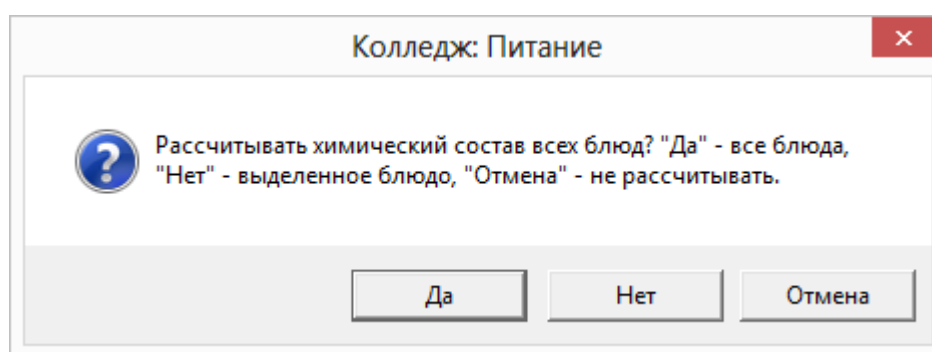 Колледж: Питание
Рассчитывать химический состав всех блюд? "Да" - все блюда,
"Нет" - выделенное блюдо, "Отмена" - не рассчитывать.
Да
Нет
Отмена